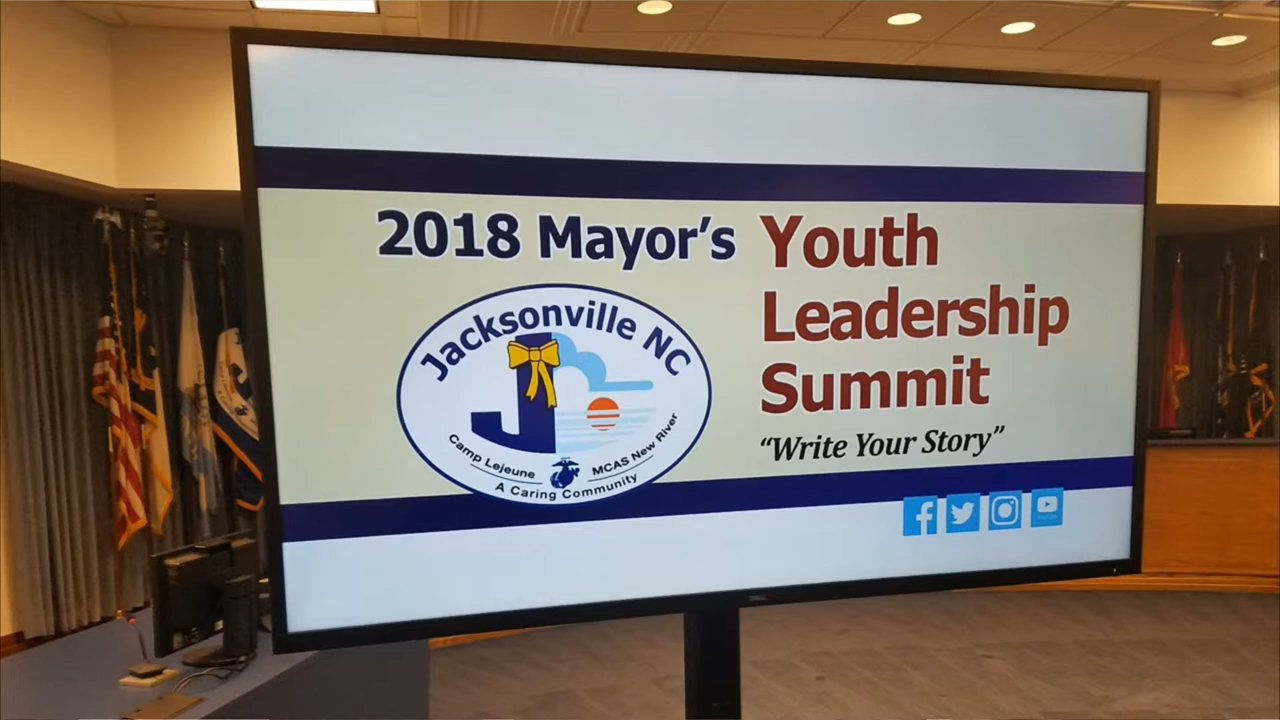 2018 Mayor's
Youth
Leadership
Summit
"Write Your Story"
Jacksonville NC
J
Camp Lejeune
MCAS New River
A Caring Community